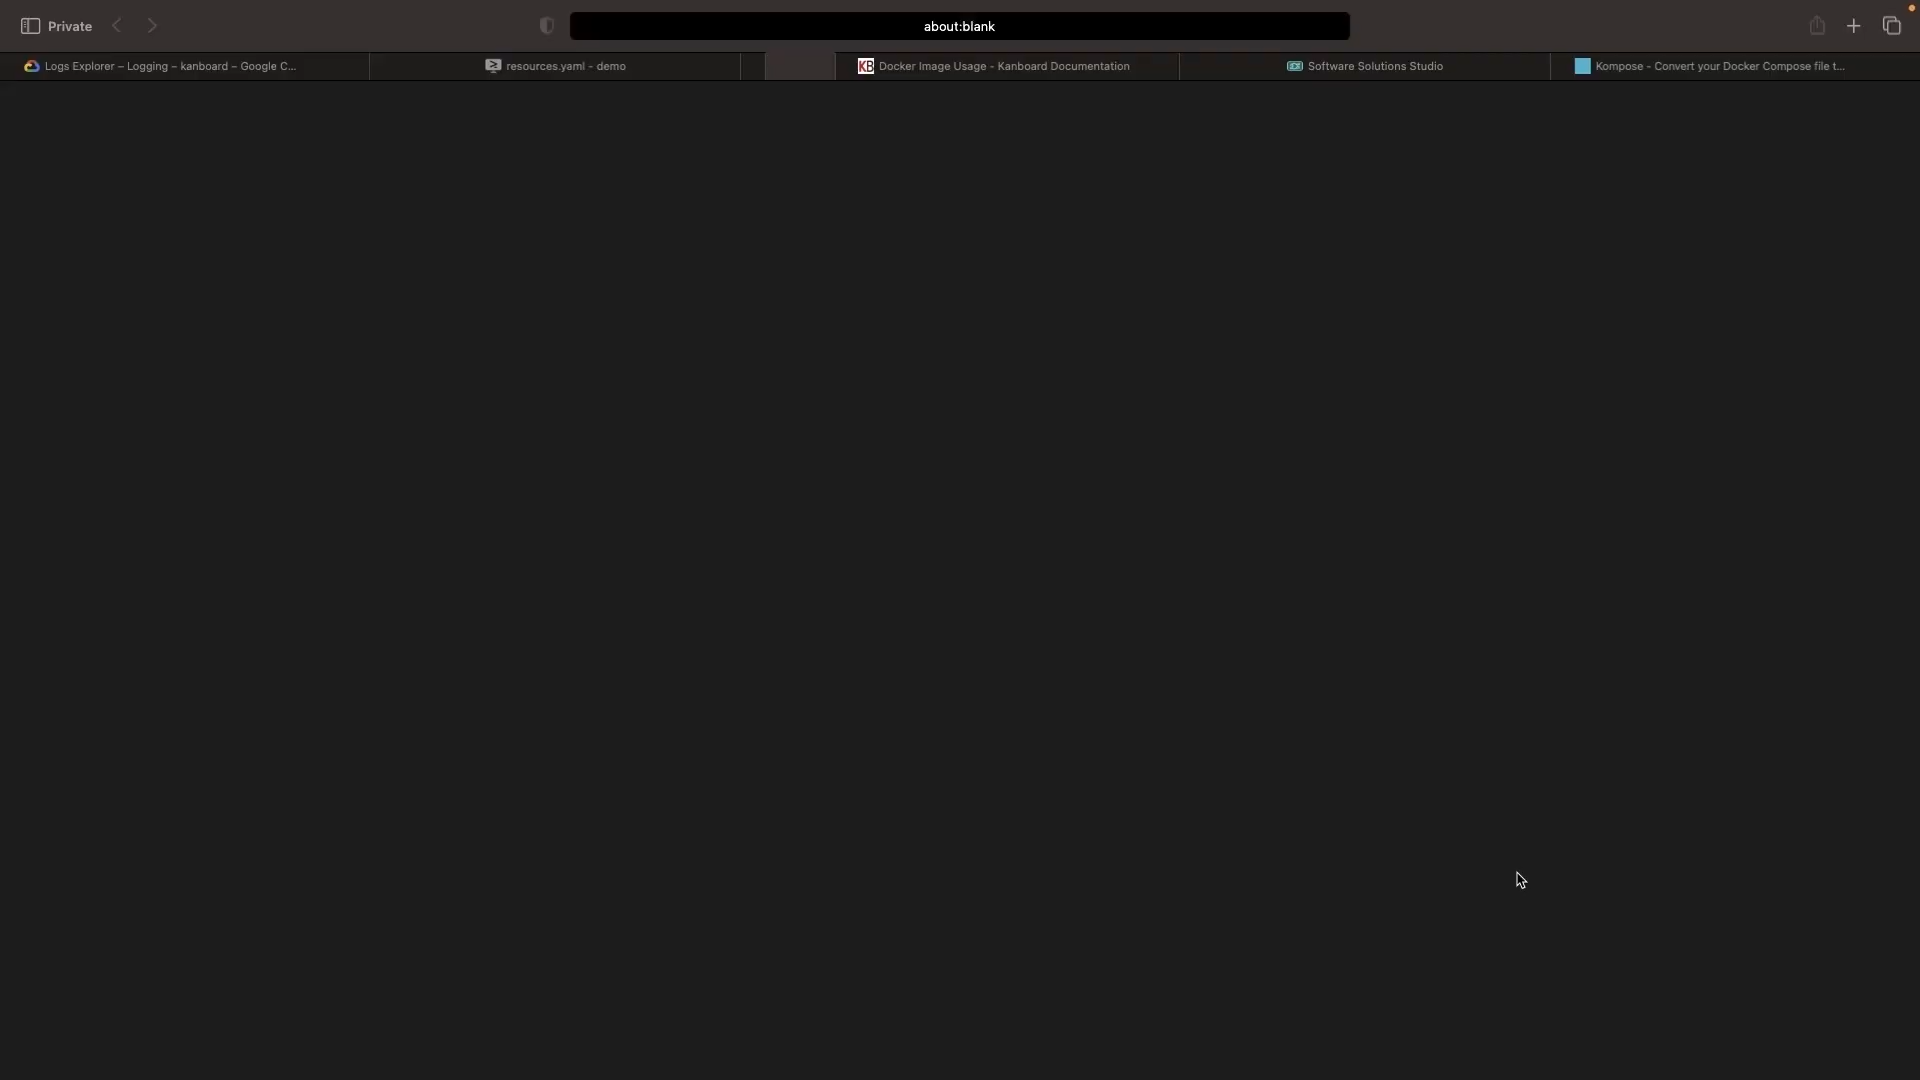 Private
about:blank
Logs Explorer – Logging – kanboard – Google C...
resources.yaml - demo
KB Docker Image Usage - Kanboard Documentation
Software Solutions Studio
Kompose - Convert your Docker Compose file t...